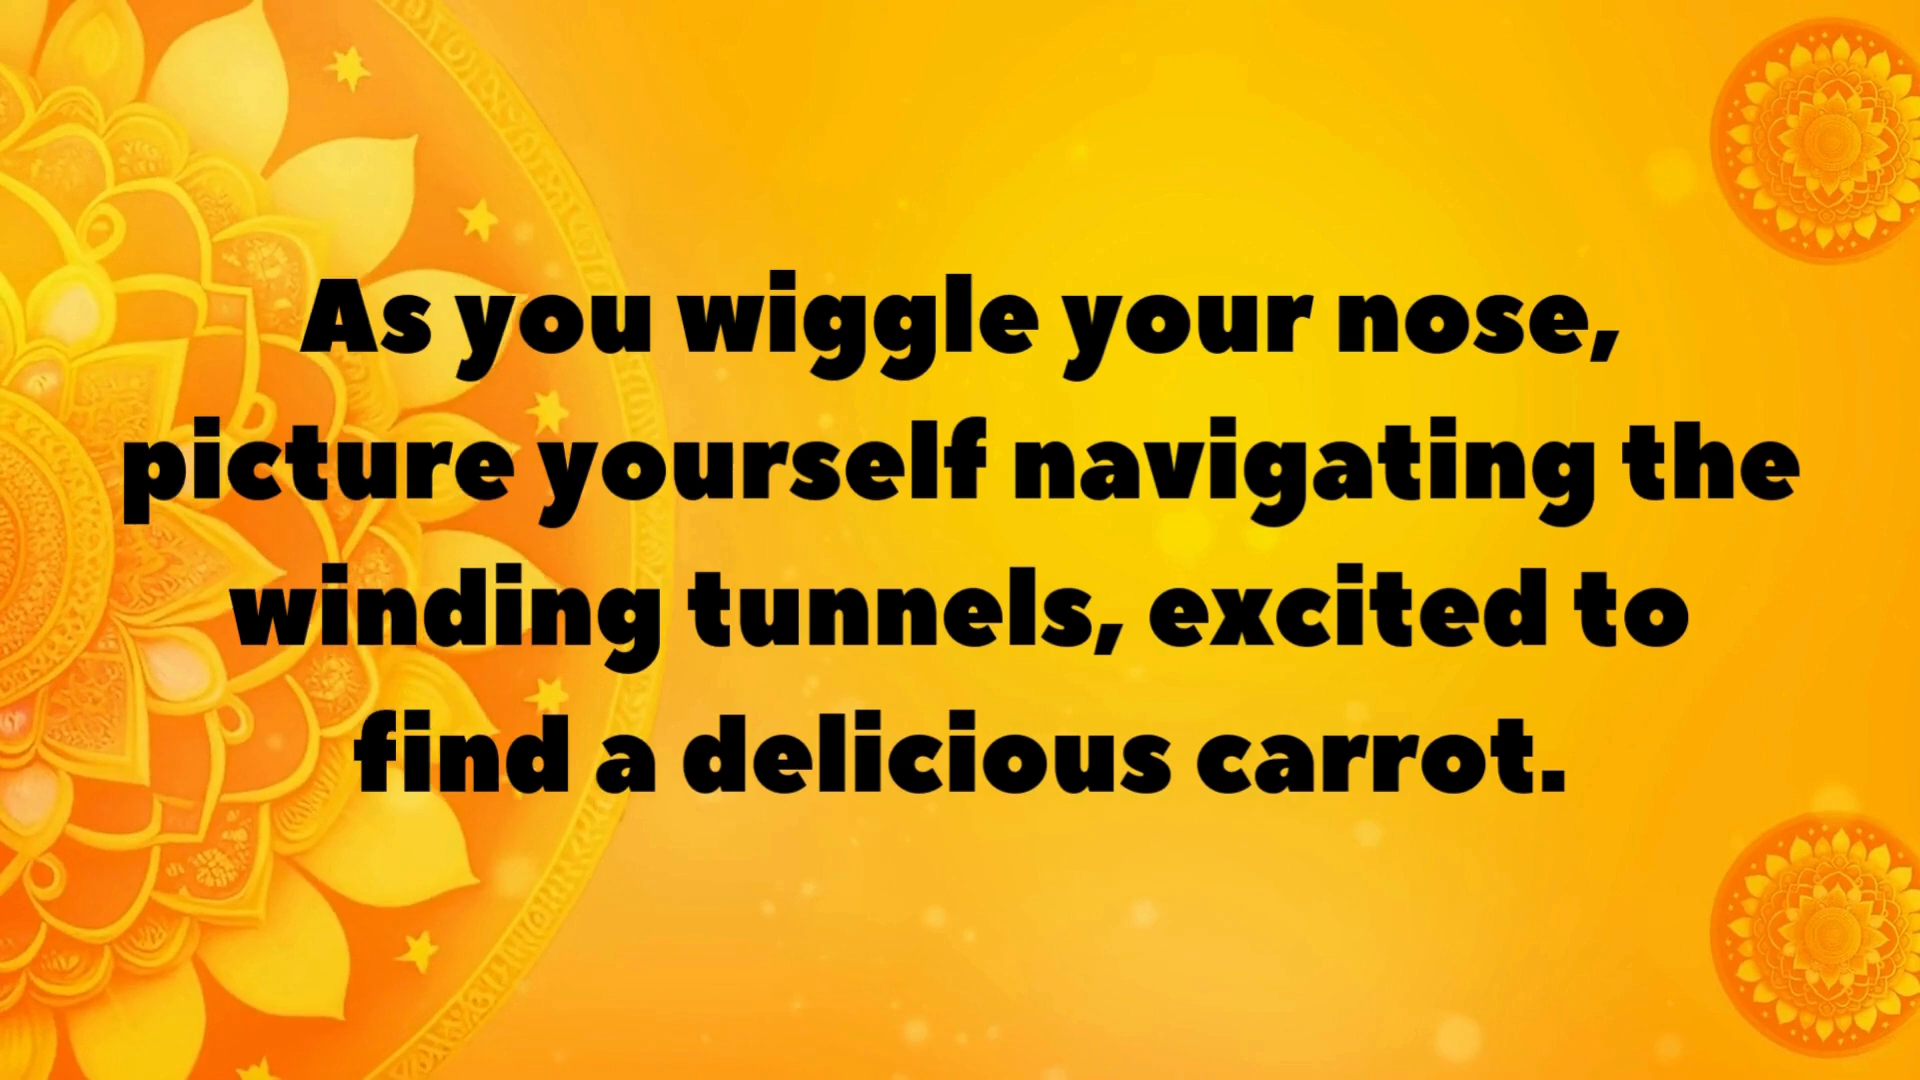 As you wiggle your nose,
picture yourself navigating the
winding tunnels, excited to
find a delicious carrot.